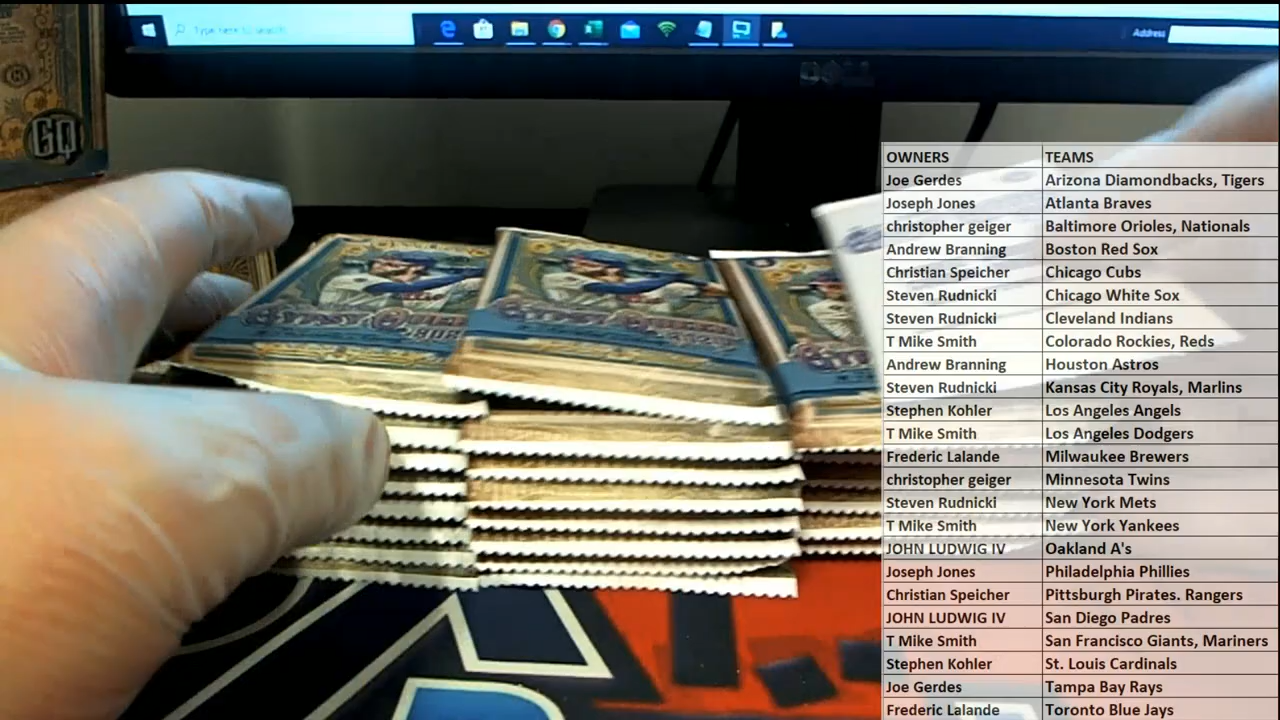 Type here to search
Address
GQ
GYPSY QUEEN
GYPSY QUEEN
OWNERS TEAMS
Joe Gerdes Arizona Diamondbacks, Tigers
Joseph Jones Atlanta Braves
christopher geiger Baltimore Orioles, Nationals
Andrew Branning Boston Red Sox
Christian Speicher Chicago Cubs
Steven Rudnicki Chicago White Sox
Steven Rudnicki Cleveland Indians
T Mike Smith Colorado Rockies, Reds
Andrew Branning Houston Astros
Steven Rudnicki Kansas City Royals, Marlins
Stephen Kohler Los Angeles Angels
T Mike Smith Los Angeles Dodgers
Frederic Lalande Milwaukee Brewers
christopher geiger Minnesota Twins
Steven Rudnicki New York Mets
T Mike Smith New York Yankees
JOHN LUDWIG IV Oakland A's
Joseph Jones Philadelphia Phillies
Christian Speicher Pittsburgh Pirates. Rangers
JOHN LUDWIG IV San Diego Padres
T Mike Smith San Francisco Giants, Mariners
Stephen Kohler St. Louis Cardinals
Joe Gerdes Tampa Bay Rays
Frederic Lalande Toronto Blue Jays